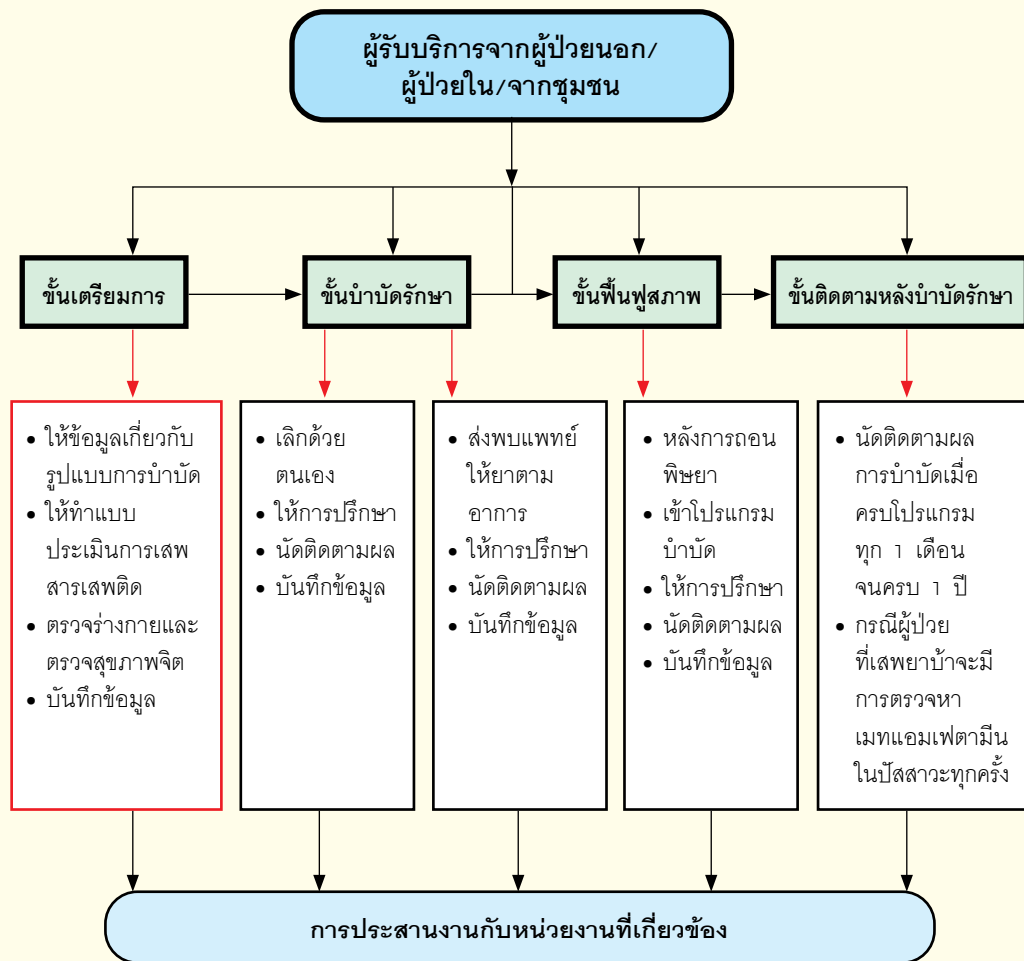 ผู้รับบริการจากผู้ป่วยนอก/
ผู้ป่วยใน/จากชุมชน
ขั้นเตรียมการ
ขั้นบำบัดรักษา
ขั้นฟื้นฟูสภาพ
ขั้นติดตามหลังบำบัดรักษา
• ให้ข้อมูลเกี่ยวกับ
รูปแบบการบำบัด
• ให้ทำแบบ
ประเมินการเสพ
สารเสพติด
• ตรวจร่างกายและ
ตรวจสุขภาพจิต
• บันทึกข้อมูล
• เลิกด้วย
ตนเอง
• ให้การปรึกษา
• นัดติดตามผล
• บันทึกข้อมูล
• ส่งพบแพทย์
ให้ยาตาม
อาการ
• ให้การปรึกษา
• นัดติดตามผล
• บันทึกข้อมูล
• หลังการถอน
พิษยา
• เข้าโปรแกรม
บำบัด
• ให้การปรึกษา
• นัดติดตามผล
• บันทึกข้อมูล
• นัดติดตามผล
การบำบัดเมื่อ
ครบโปรแกรม
ทุก 1 เดือน
จนครบ 1 ปี
• กรณีผู้ป่วย
ที่เสพยาบ้าจะมี
การตรวจหา
เมทแอมเฟตามีน
ในปัสสาวะทุกครั้ง
การประสานงานกับหน่วยงานที่เกี่ยวข้อง